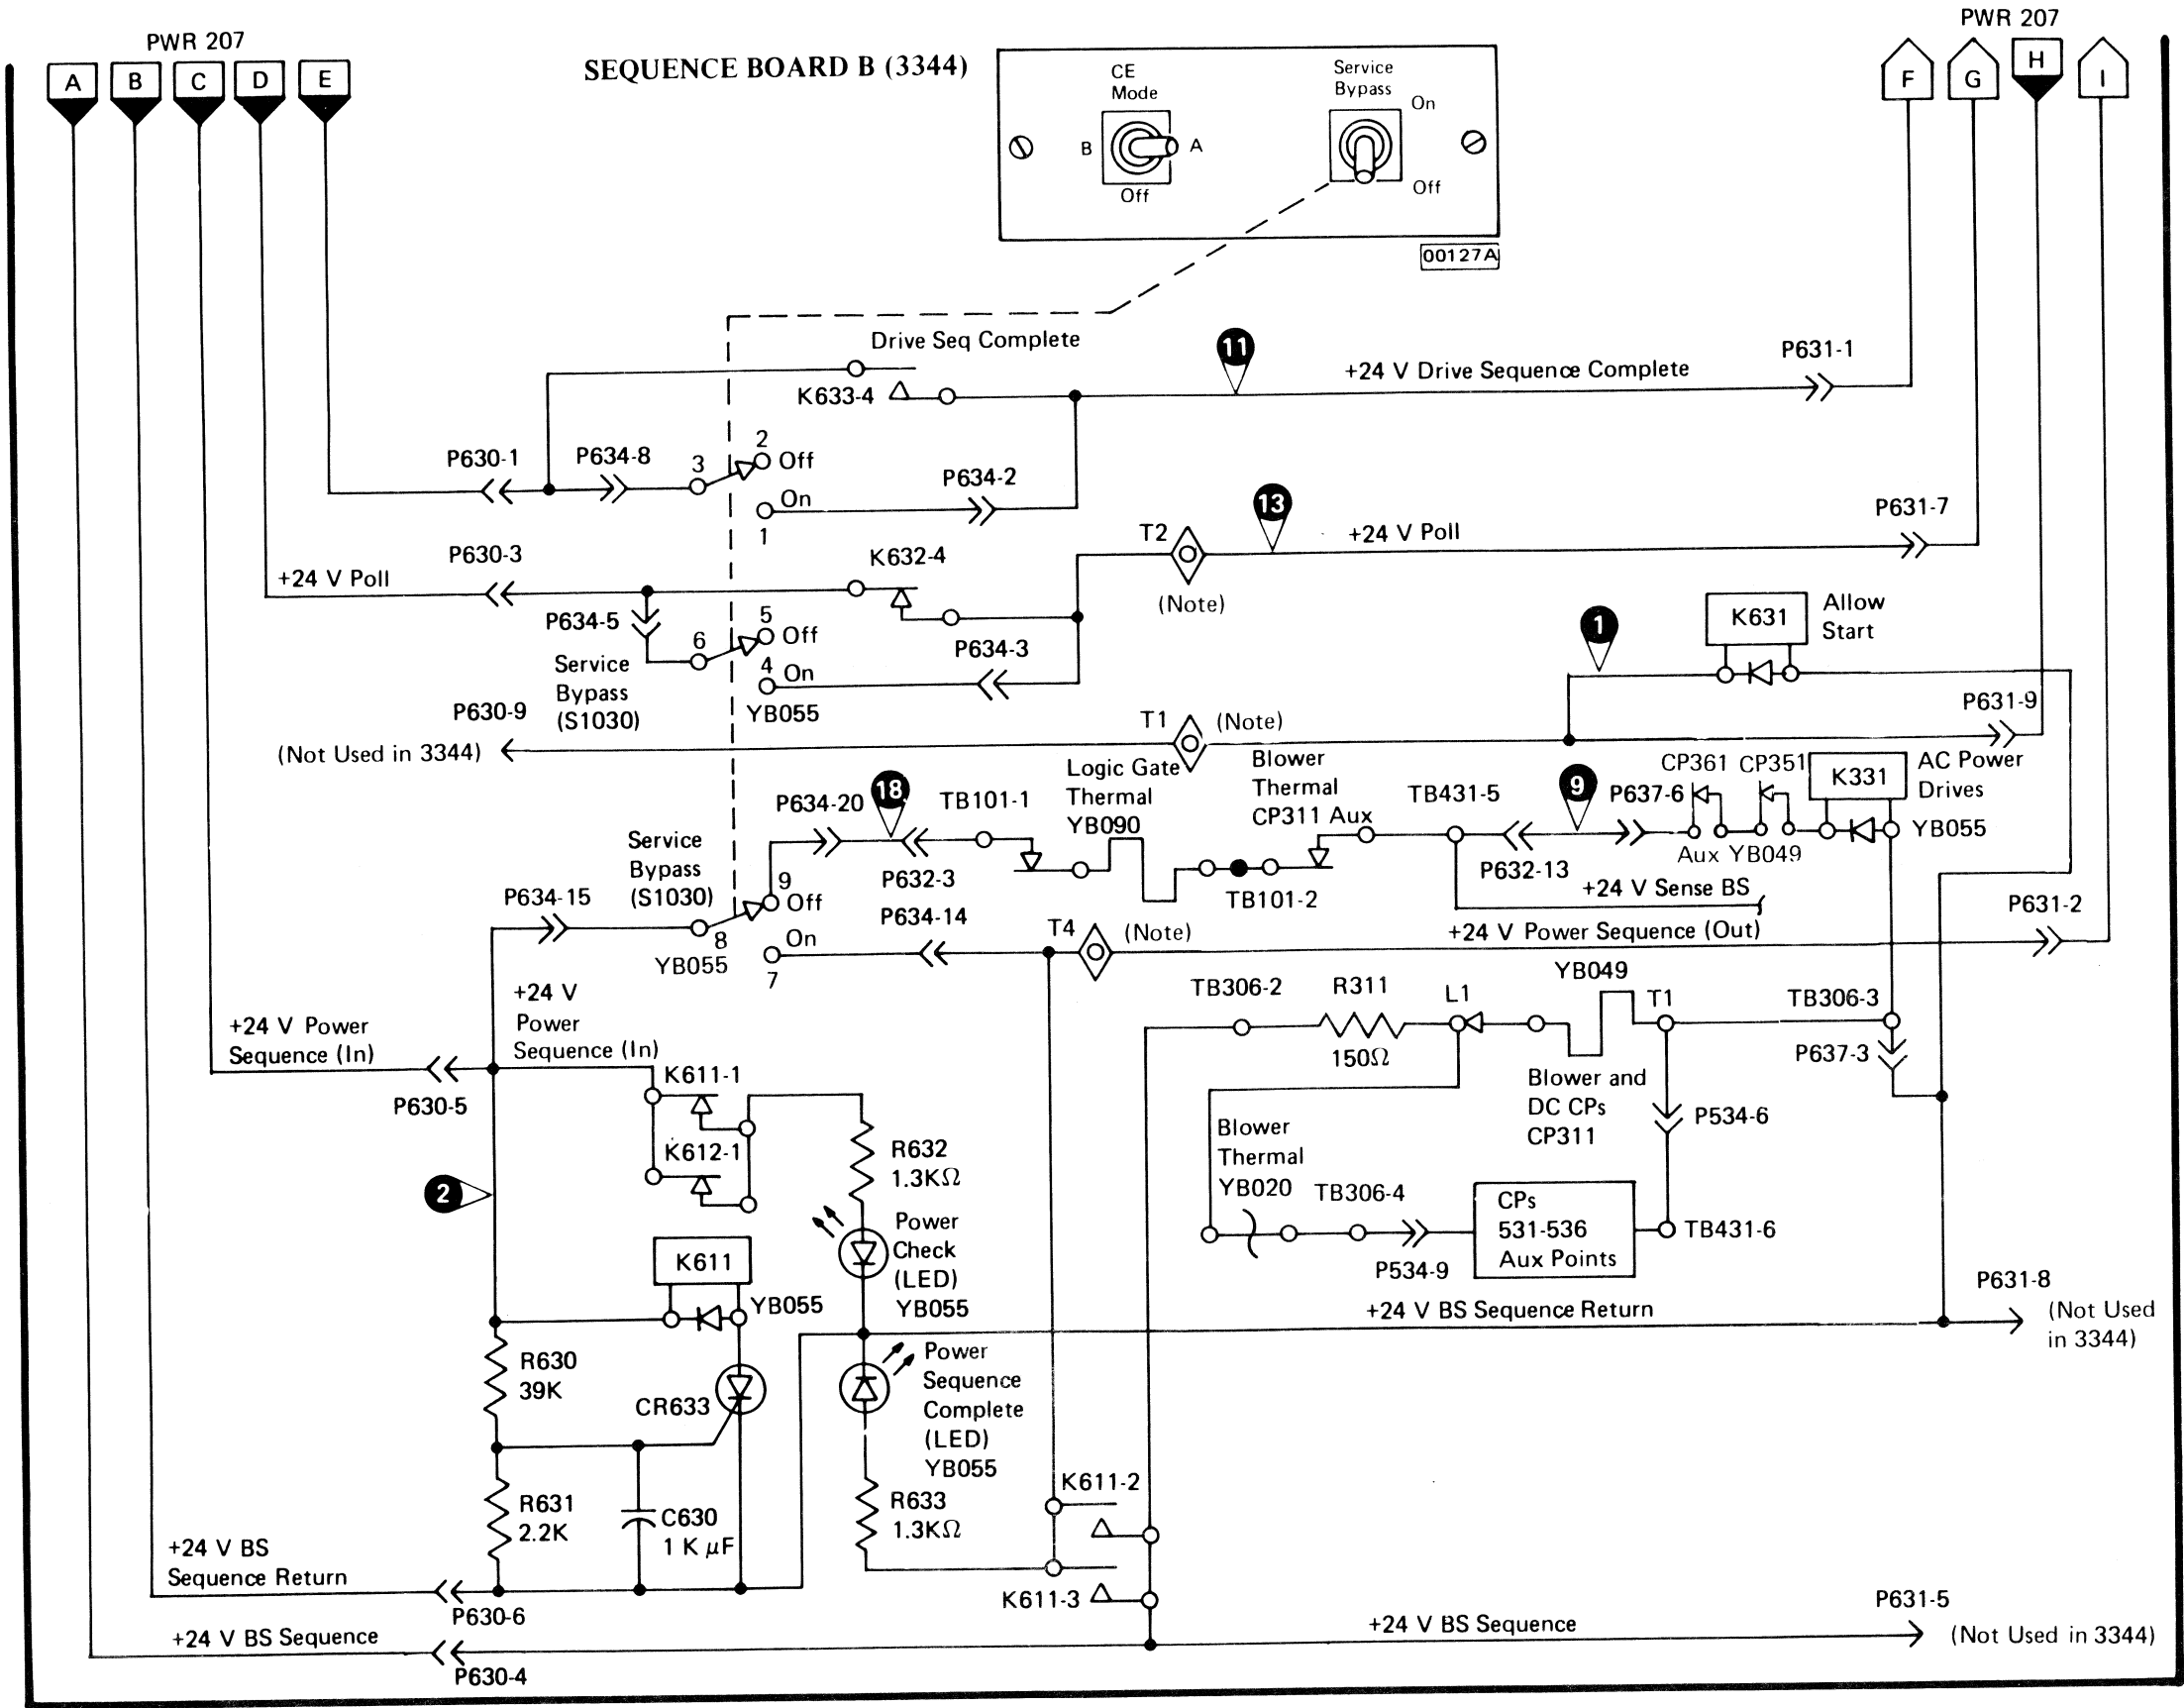 PWR 207
PWR 207
A
B
C
D
E
SEQUENCE BOARD B (3344)
F
G
H
I
CE
Mode
B
A
Off
Service
Bypass
On
Off
00127A
Drive Seq Complete
11
P631-1
K633-4
+24 V Drive Sequence Complete
P630-1
P634-8
3
2
Off
On
1
P634-2
13
P631-7
T2
+24 V Poll
(Note)
P630-3
K632-4
+24 V Poll
P634-5
6
5
Off
4
On
P634-3
Service
Bypass
(S1030)
YB055
1
K631
Allow
Start
P630-9
(Not Used in 3344)
T1
(Note)
P631-9
Logic Gate
Thermal
YB090
Blower
Thermal
CP311 Aux
TB431-5
9
P637-6
CP361
CP351
K331
AC Power
Drives
YB055
P634-20
18
TB101-1
Service
Bypass
(S1030)
P632-3
TB101-2
P632-13
Aux YB049
+24 V Sense BS
P634-15
9
Off
8
YB055
On
7
P634-14
T4
(Note)
+24 V Power Sequence (Out)
P631-2
+24 V
Power
Sequence (In)
+24 V Power
Sequence (In)
P630-5
TB306-2
R311
150Ω
L1
YB049
T1
TB306-3
P637-3
Blower and
DC CPs
CP311
P534-6
K611-1
K612-1
R632
1.3KΩ
Blower
Thermal
YB020
TB306-4
P534-9
CPs
531-536
Aux Points
TB431-6
2
Power
Check
(LED)
YB055
K611
YB055
+24 V BS Sequence Return
P631-8
(Not Used
in 3344)
R630
39K
CR633
Power
Sequence
Complete
(LED)
YB055
R631
2.2K
C630
1 K μF
R633
1.3KΩ
K611-2
K611-3
+24 V BS
Sequence Return
P630-6
+24 V BS Sequence
P630-4
+24 V BS Sequence
P631-5
(Not Used in 3344)